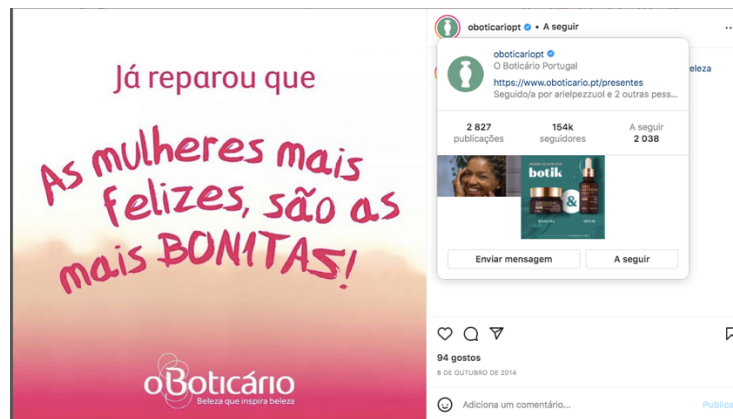 Já reparou que
As mulheres mais
felizes, são as
mais BONITAS!
oBoticário
Beleza que inspira beleza
oboticariopt • A seguir
oboticariopt
O Boticário Portugal
https://www.oboticario.pt/presentes
Seguido/a por arielpezzuol e 2 outras pess...
eleza
2 827 154k A seguir
publicações seguidores 2 038
botik
&
Enviar mensagem A seguir
94 gostos
6 DE OUTUBRO DE 2014
Adiciona um comentário... Publica